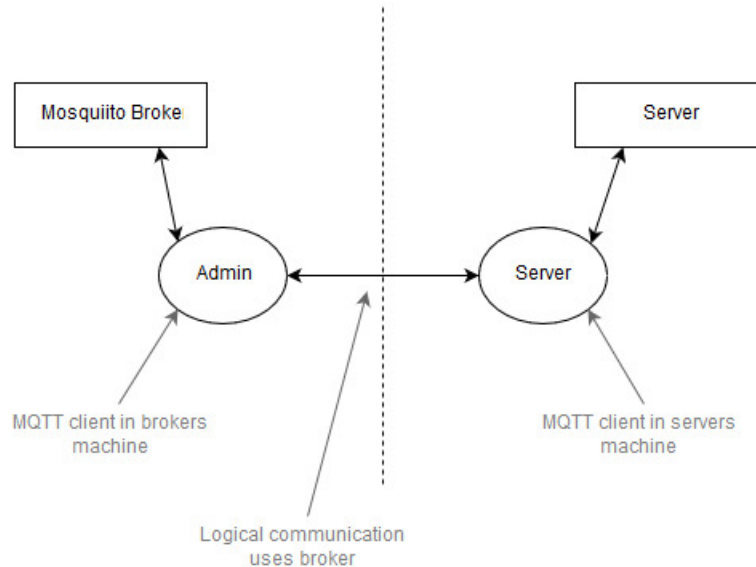 Mosquiito Broke
Server
Admin
Server
MQTT client in brokers
machine
MQTT client in servers
machine
Logical communication
uses broker